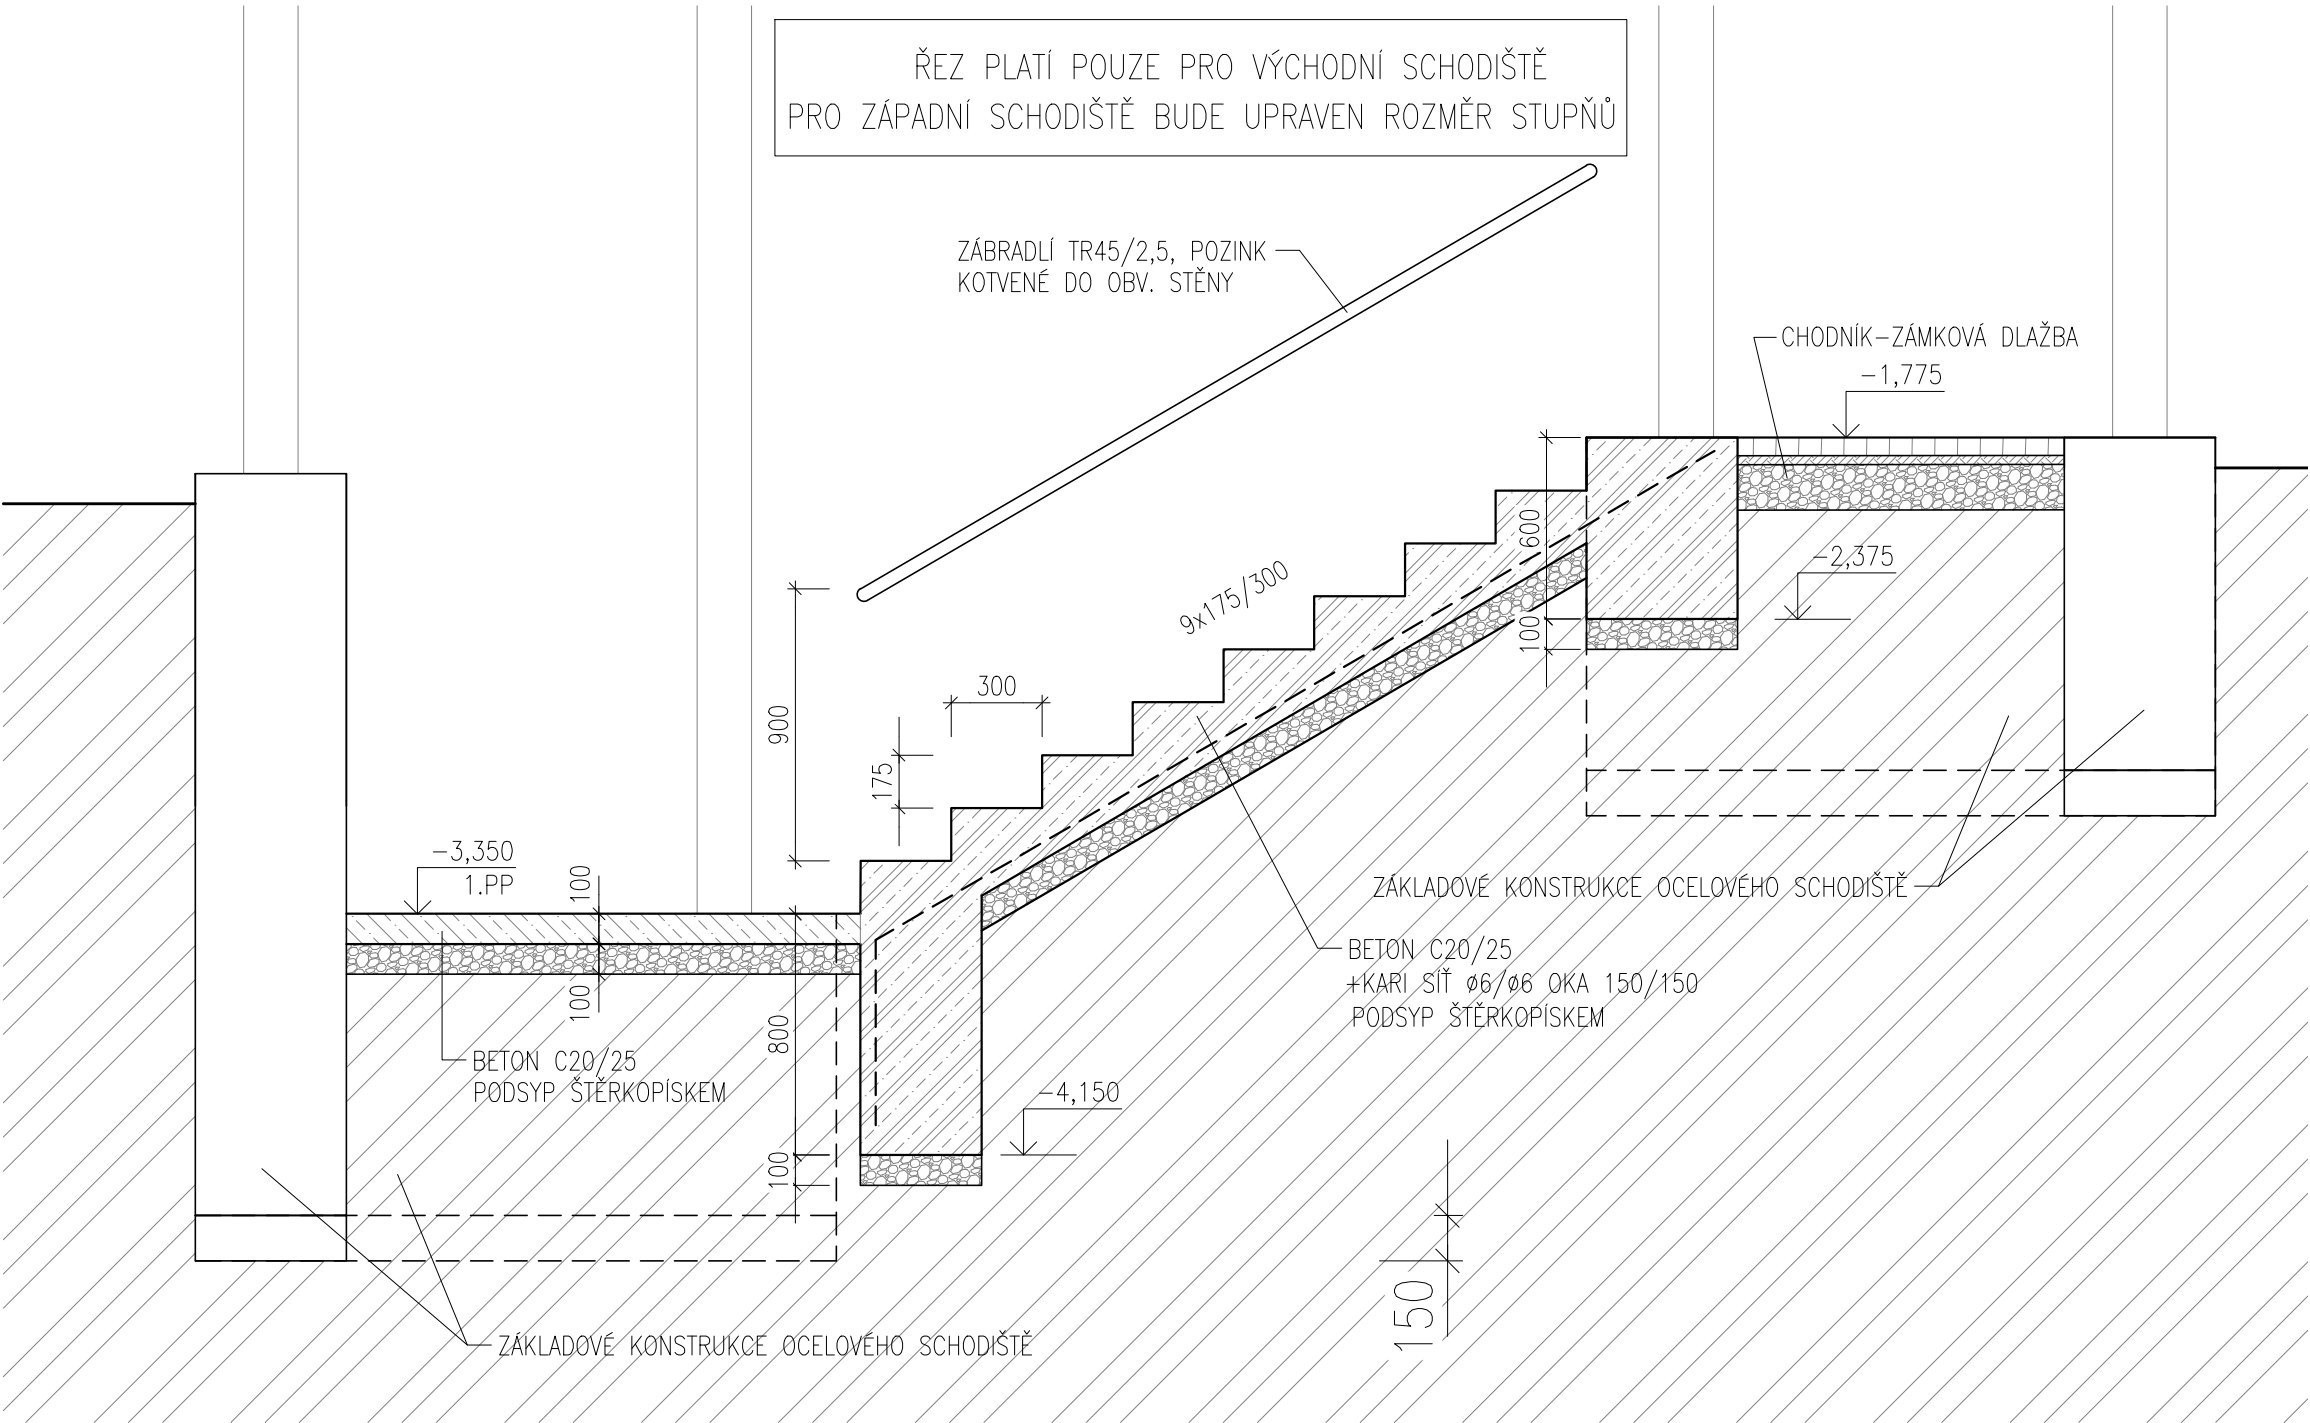 ŘEZ PLATÍ POUZE PRO VÝCHODNÍ SCHODIŠTĚ
PRO ZÁPADNÍ SCHODIŠTĚ BUDE UPRAVEN ROZMĚR STUPŇŮ
ZÁBRADLÍ TR45/2,5, POZINK
KOTVENÉ DO OBV. STĚNY
CHODNÍK-ZÁMKOVÁ DLAŽBA
-1,775
600
-2,375
100
9x175/300
300
900
175
-3,350
1.PP
100
100
800
100
ZÁKLADOVÉ KONSTRUKCE OCELOVÉHO SCHODIŠTĚ
BETON C20/25
+KARI SÍŤ ø6/ø6 OKA 150/150
PODSYP ŠTĚRKOPÍSKEM
BETON C20/25
PODSYP ŠTĚRKOPÍSKEM
-4,150
150
ZÁKLADOVÉ KONSTRUKCE OCELOVÉHO SCHODIŠTĚ